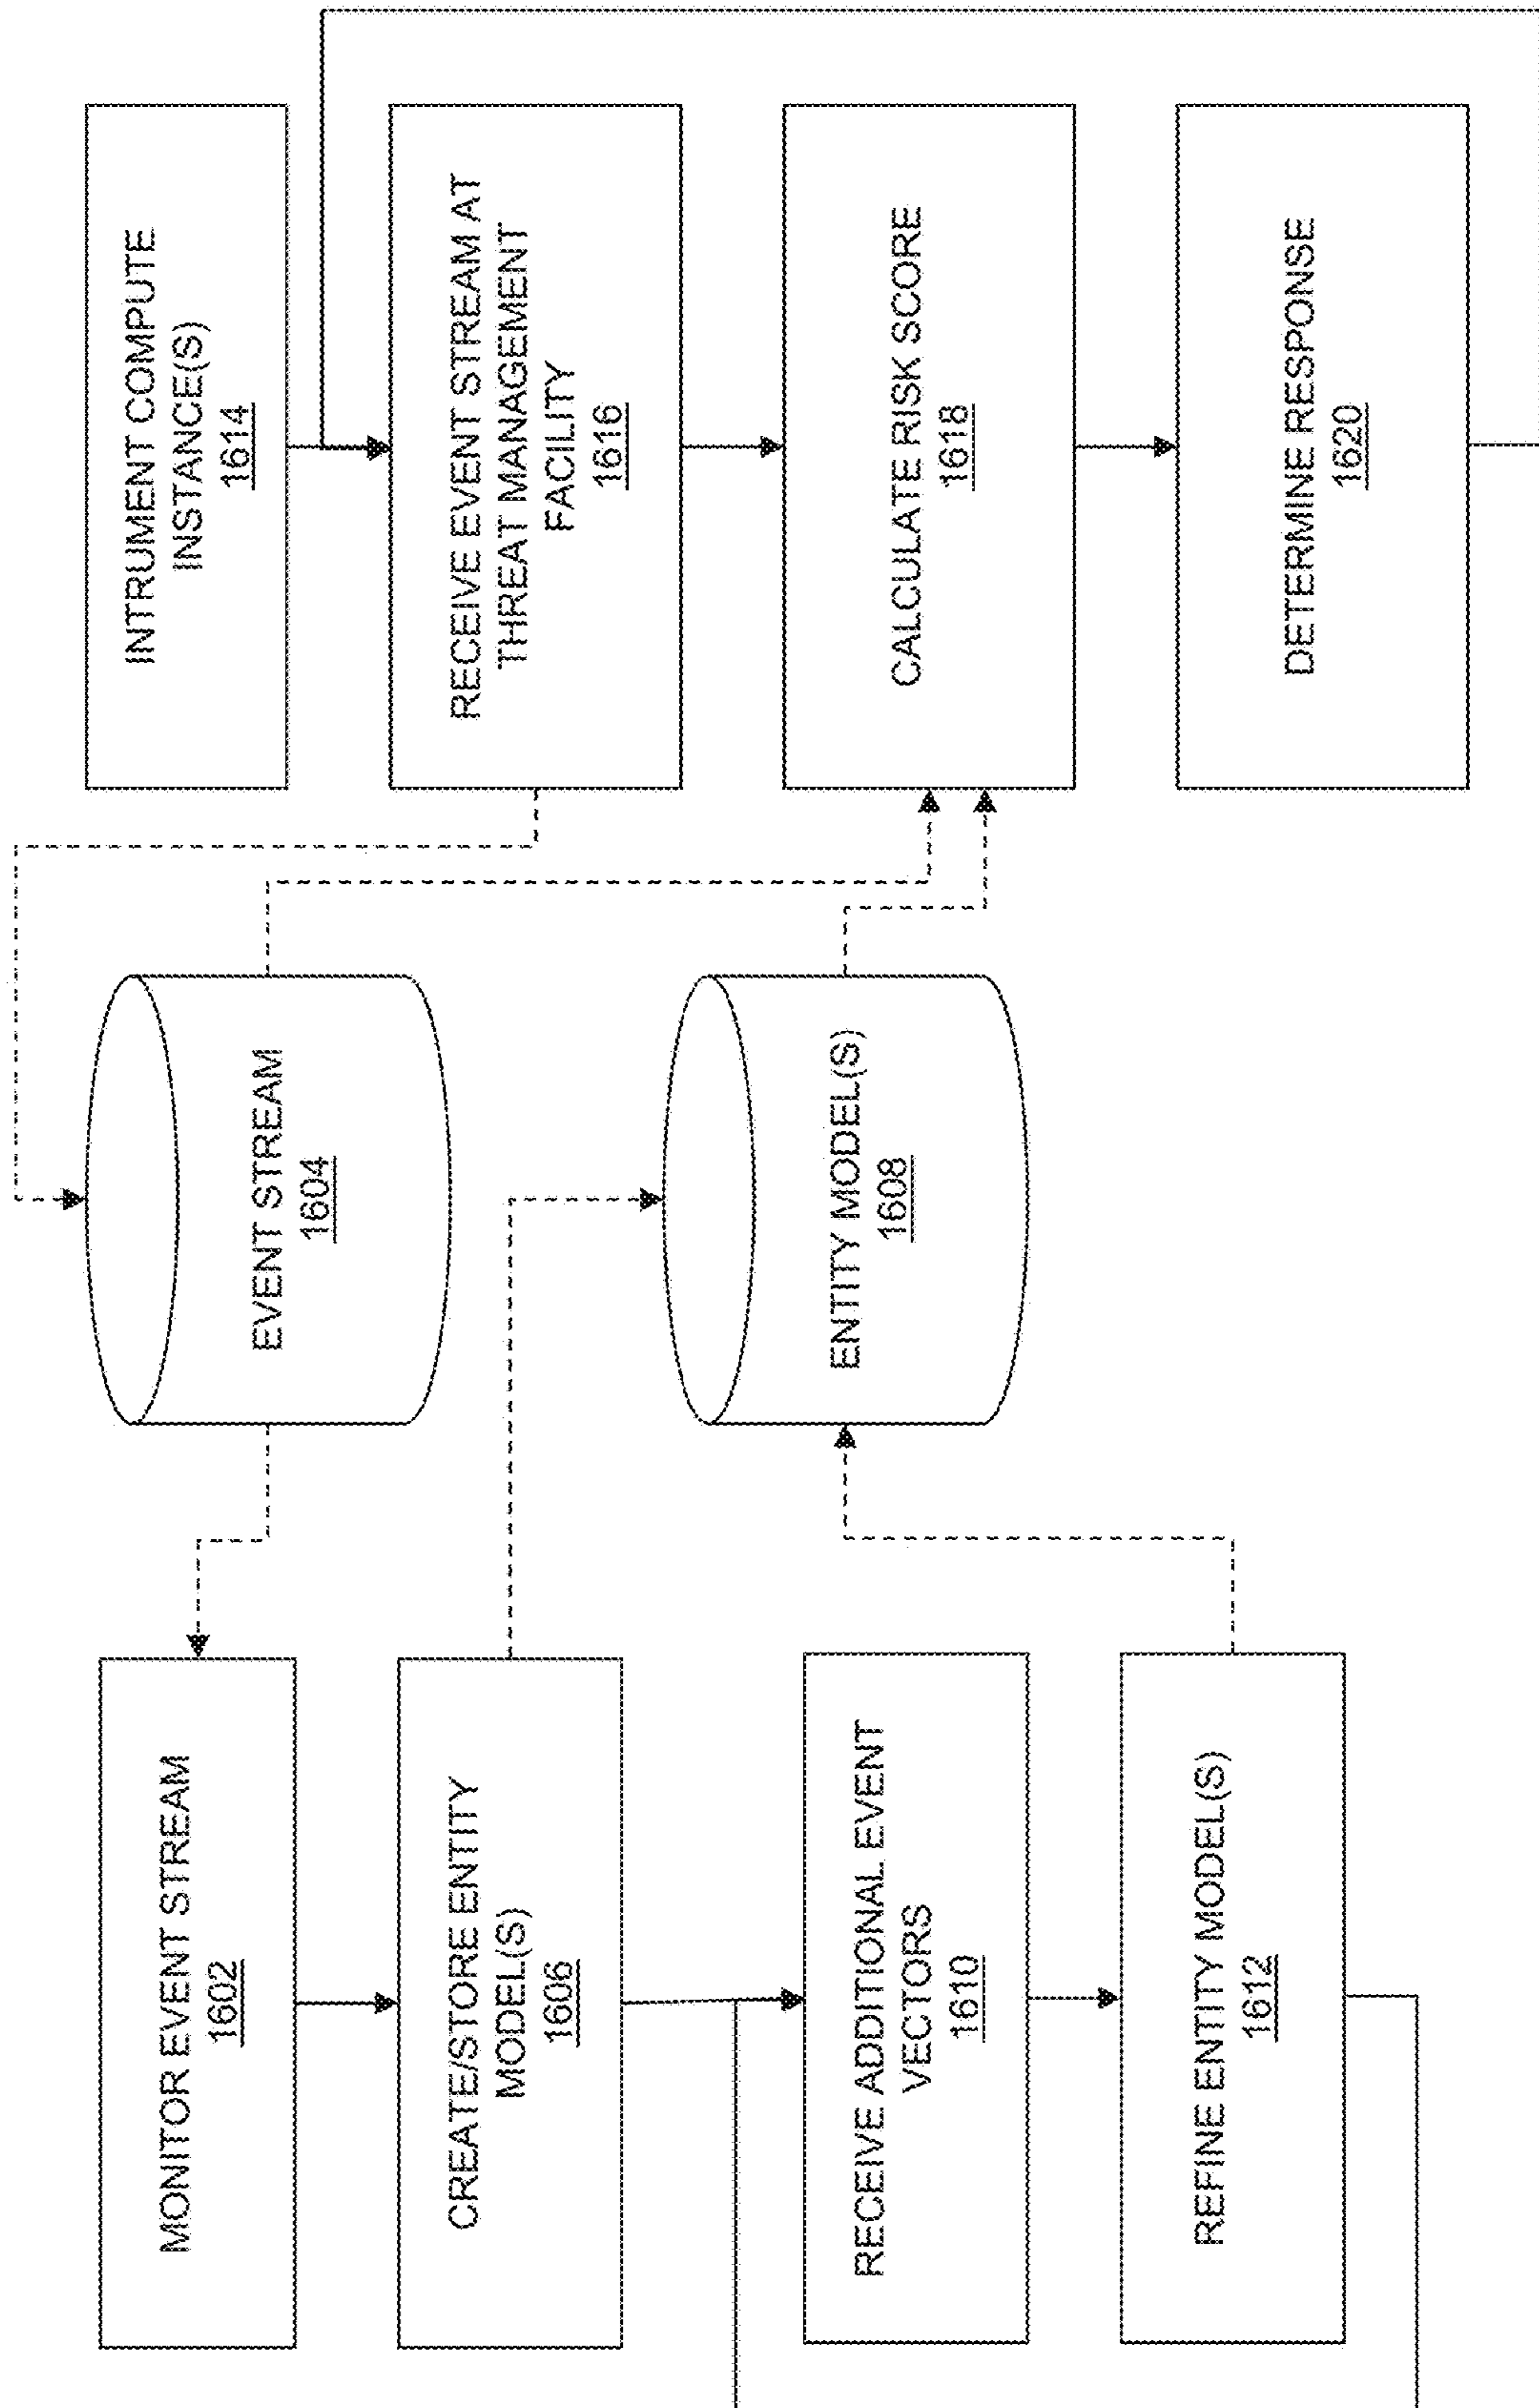 MONITOR EVENT STREAM
1602
CREATE/STORE ENTITY
MODEL(S)
1606
RECEIVE ADDITIONAL EVENT
VECTORS
1610
REFINE ENTITY MODEL(S)
1612
EVENT STREAM
1604
ENTITY MODEL(S)
1608
INTRUMENT COMPUTE
INSTANCE(S)
1614
RECEIVE EVENT STREAM AT
THREAT MANAGEMENT
FACILITY
1616
CALCULATE RISK SCORE
1618
DETERMINE RESPONSE
1620